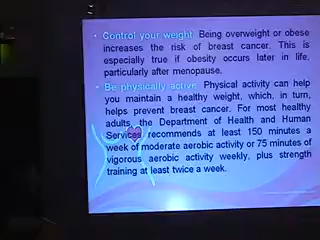 • Control your weight. Being overweight or obese
increases the risk of breast cancer. This is
especially true if obesity occurs later in life,
particularly after menopause.
• Be physically active. Physical activity can help
you maintain a healthy weight, which, in turn,
helps prevent breast cancer. For most healthy
adults, the Department of Health and Human
Services recommends at least 150 minutes a
week of moderate aerobic activity or 75 minutes of
vigorous aerobic activity weekly, plus strength
training at least twice a week.